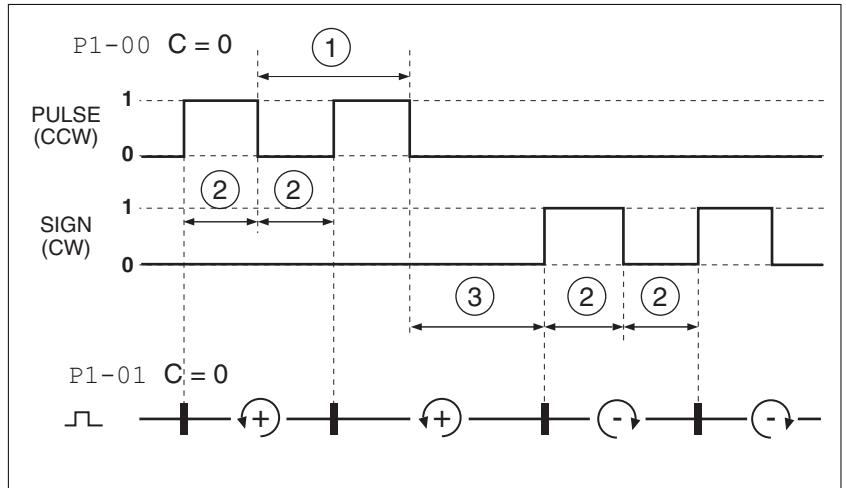 P1-00 C = 0
1
PULSE
(CCW)
1
0
2 2
SIGN
(CW)
1
0
3 2 2
P1-01 C = 0
+ + - -